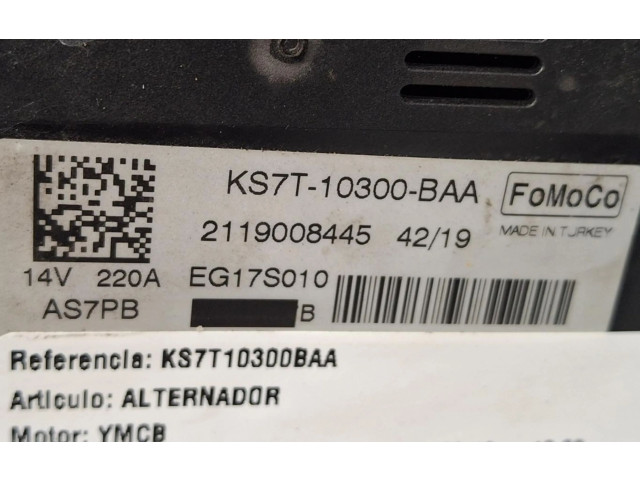 KS7T-10300-BAA FoMoCo
2119008445 42/19 MADE IN TURKEY
14V 220A EG17S010
AS7PB B
Referencia: KS7T10300BAA
Articulo: ALTERNADOR
Motor: YMCB